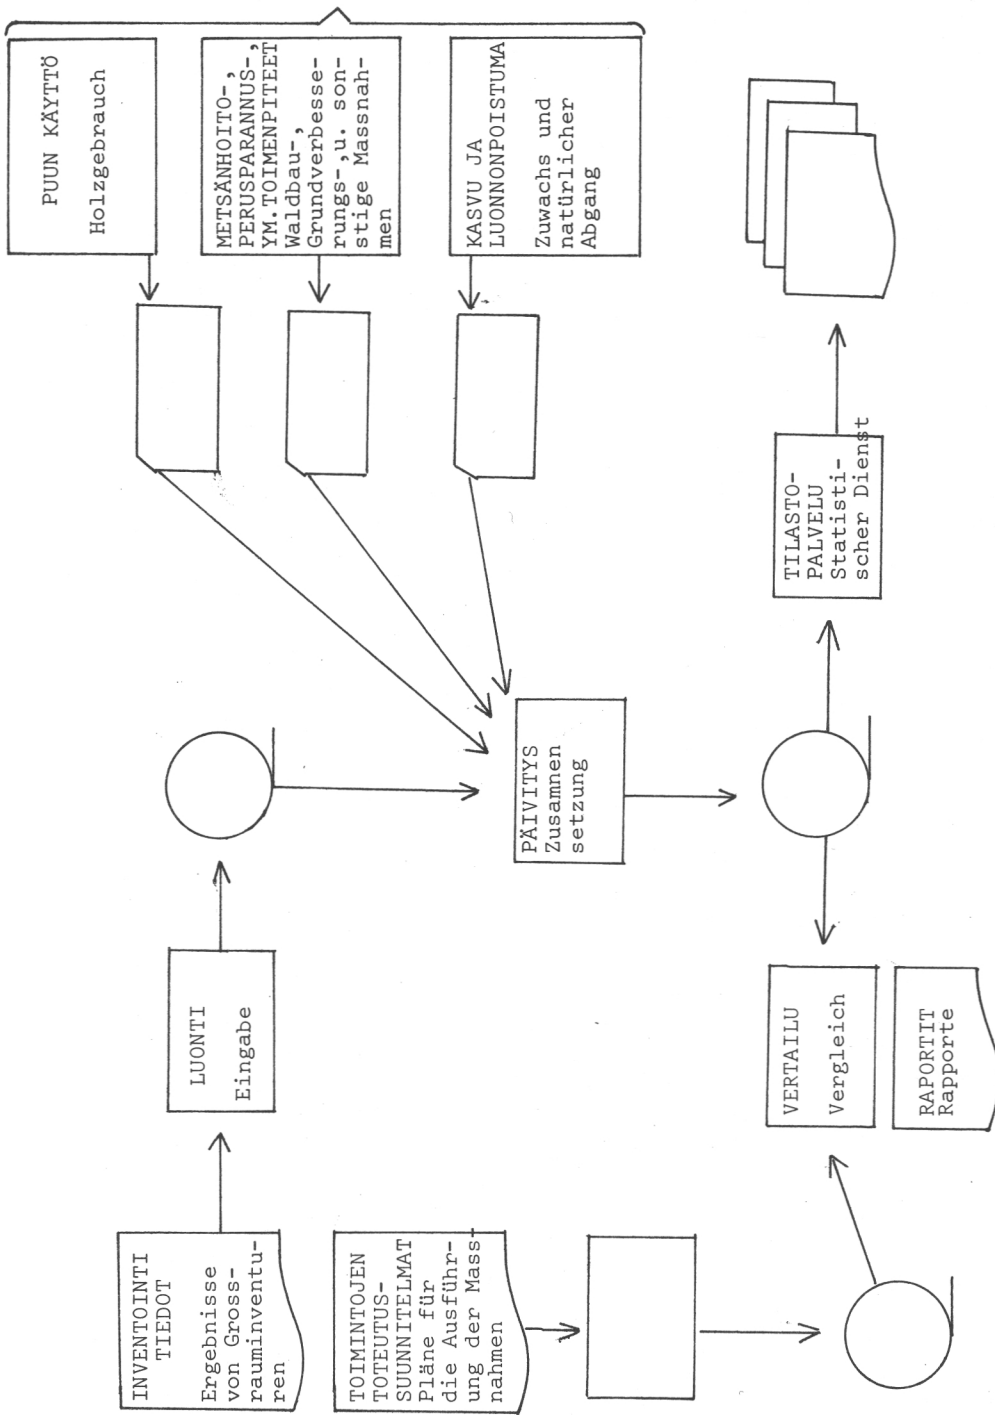 INVENTOINTI
TIEDOT
Ergebnisse
von Gross-
rauminventu-
ren
LUONTI
Eingabe
PUUN KÄYTTÖ
Holzgebrauch
METSÄNHOITO-,
PERUSPARANNUS-,
YM.TOIMENPITEET
Waldbau-,
Grundverbesse-
rungs-,u. son-
stige Massnah-
men
KASVU JA
LUONNONPOISTUMA
Zuwachs und
natürlicher
Abgang
TOIMINTOJEN
TOTEUTUS-
SUUNNITELMAT
Pläne für
die Ausführ-
ung der Mass-
nahmen
PÄIVITYS
Zusamnen
setzung
VERTAILU
Vergleich
RAPORTIT
Rapporte
TILASTO-
PALVELU
Statisti-
scher Dienst